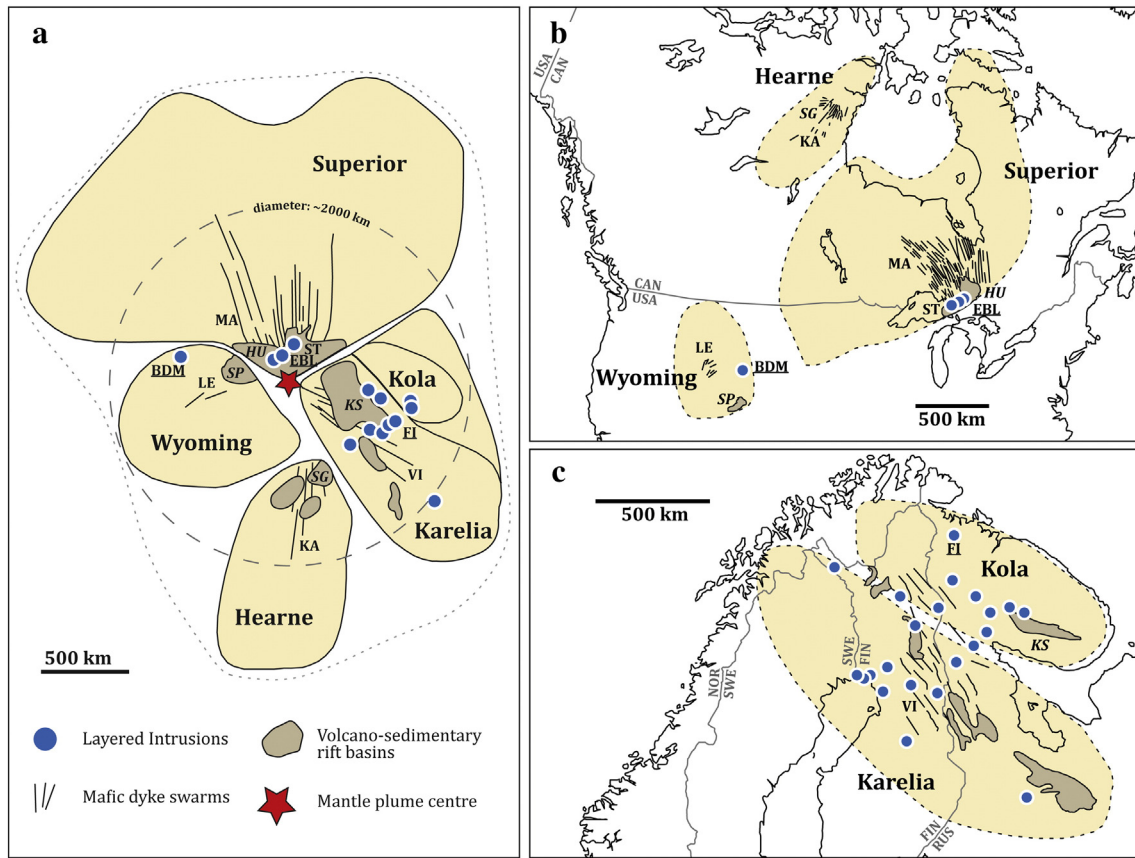 a
Superior
diameter: ~2000 km
MA
HU
ST
EBL
BDM
SP
LE
Wyoming
Kola
KS
FI
VI
SG
KA
Karelia
Hearne
500 km
Layered Intrusions
Volcano-sedimentary
rift basins
Mafic dyke swarms
Mantle plume centre
b
USA
CAN
Hearne
SG
KA
Superior
MA
CAN
USA
HU
ST
EBL
LE
BDM
Wyoming
SP
500 km
c
500 km
FI
Kola
KS
SWE
FIN
NOR
SWE
VI
Karelia
FIN
RUS